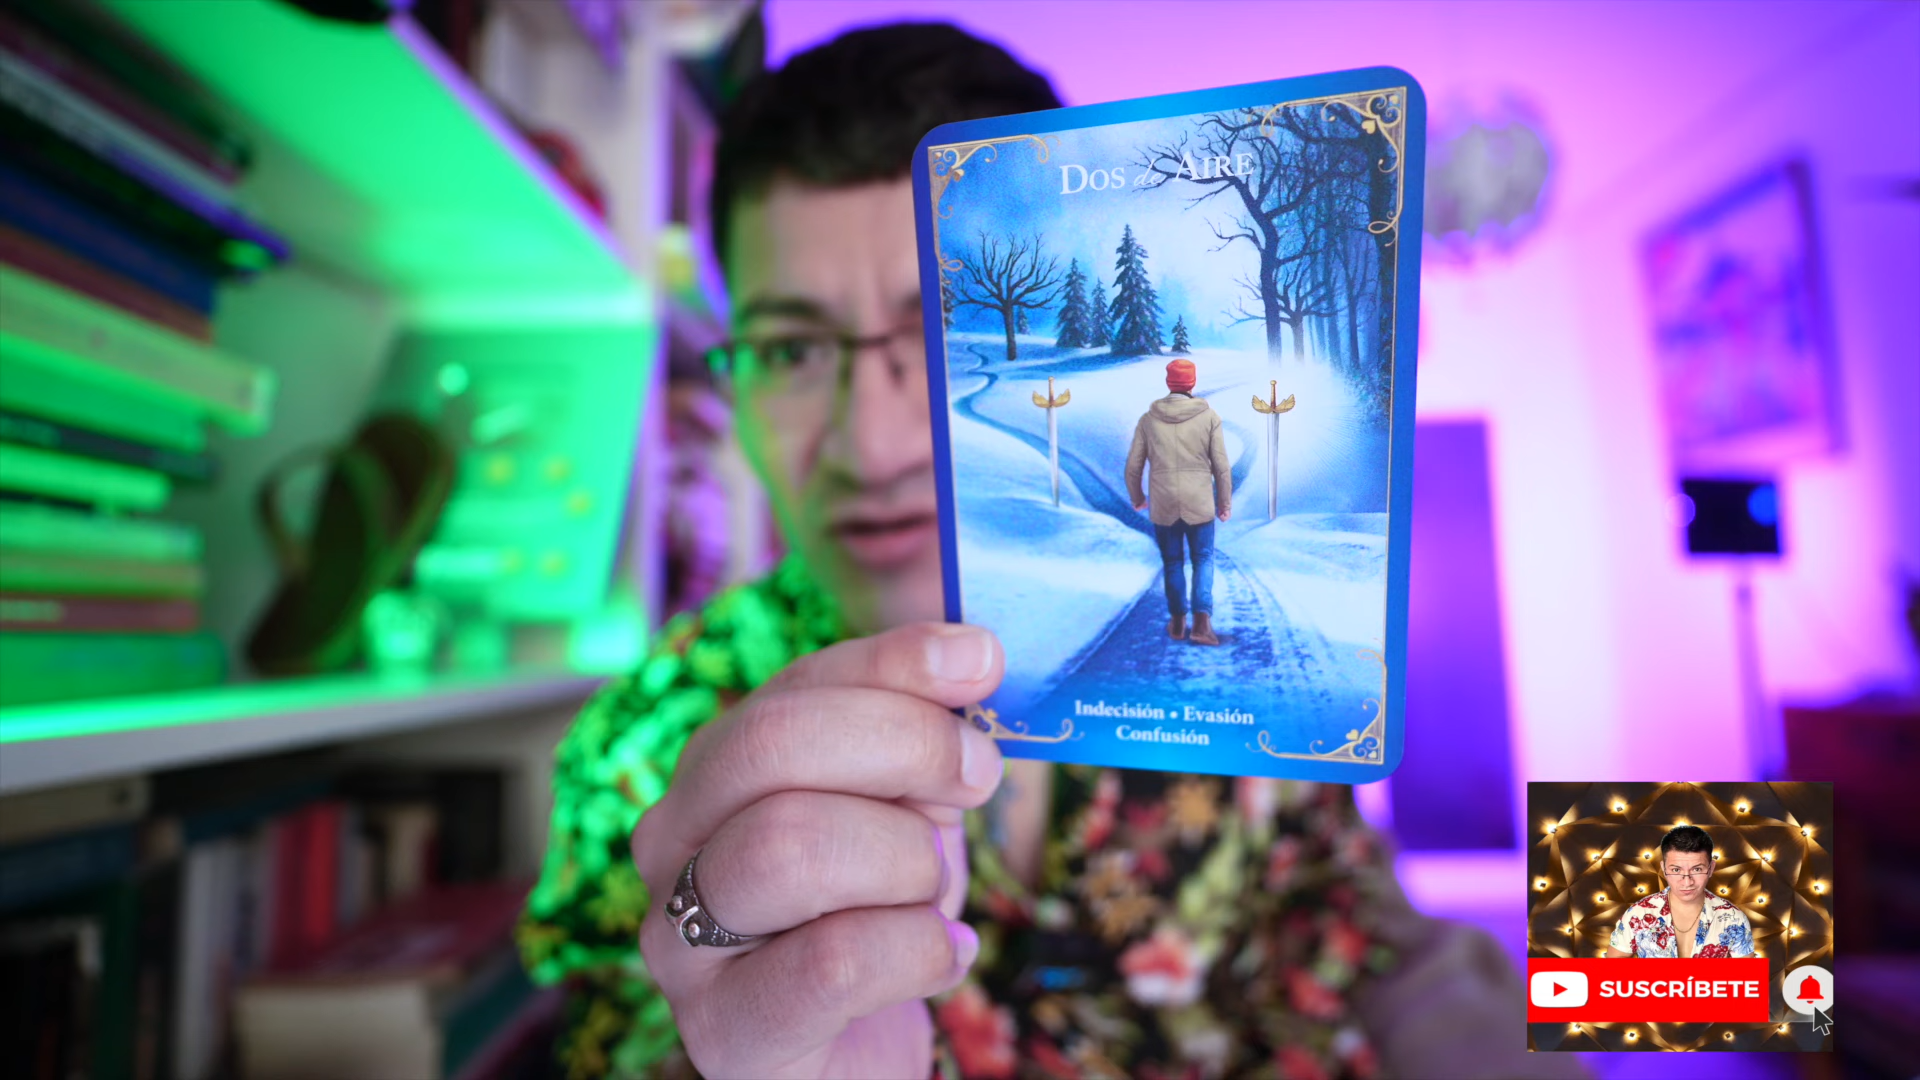 Dos de Aire
Indecisión • Evasión
Confusión
SUSCRÍBETE